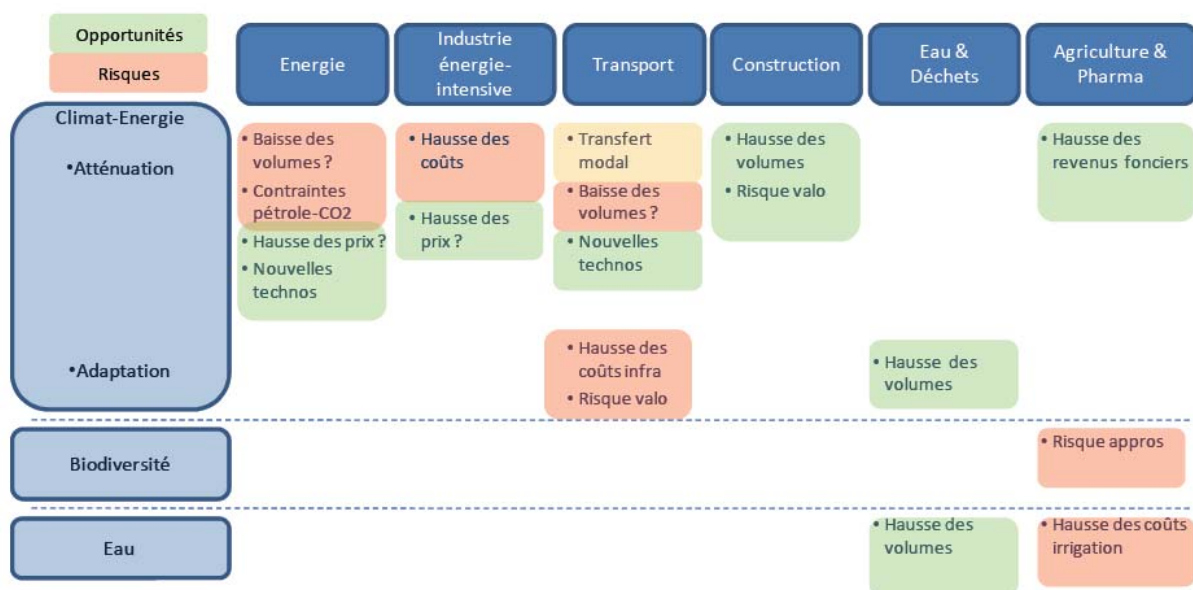 Opportunités
Risques
Energie
Industrie
énergie-
intensive
Transport
Construction
Eau &
Déchets
Agriculture &
Pharma
Climat-Energie
•Atténuation
• Baisse des
volumes ?
• Contraintes
pétrole-CO2
• Hausse des prix ?
• Nouvelles
technos
• Hausse des
coûts
• Hausse des
prix ?
• Transfert
modal
• Baisse des
volumes ?
• Nouvelles
technos
• Hausse des
volumes
• Risque valo
• Hausse des
revenus fonciers
•Adaptation
• Hausse des
coûts infra
• Risque valo
• Hausse des
volumes
Biodiversité
• Risque appros
Eau
• Hausse des
volumes
• Hausse des coûts
irrigation